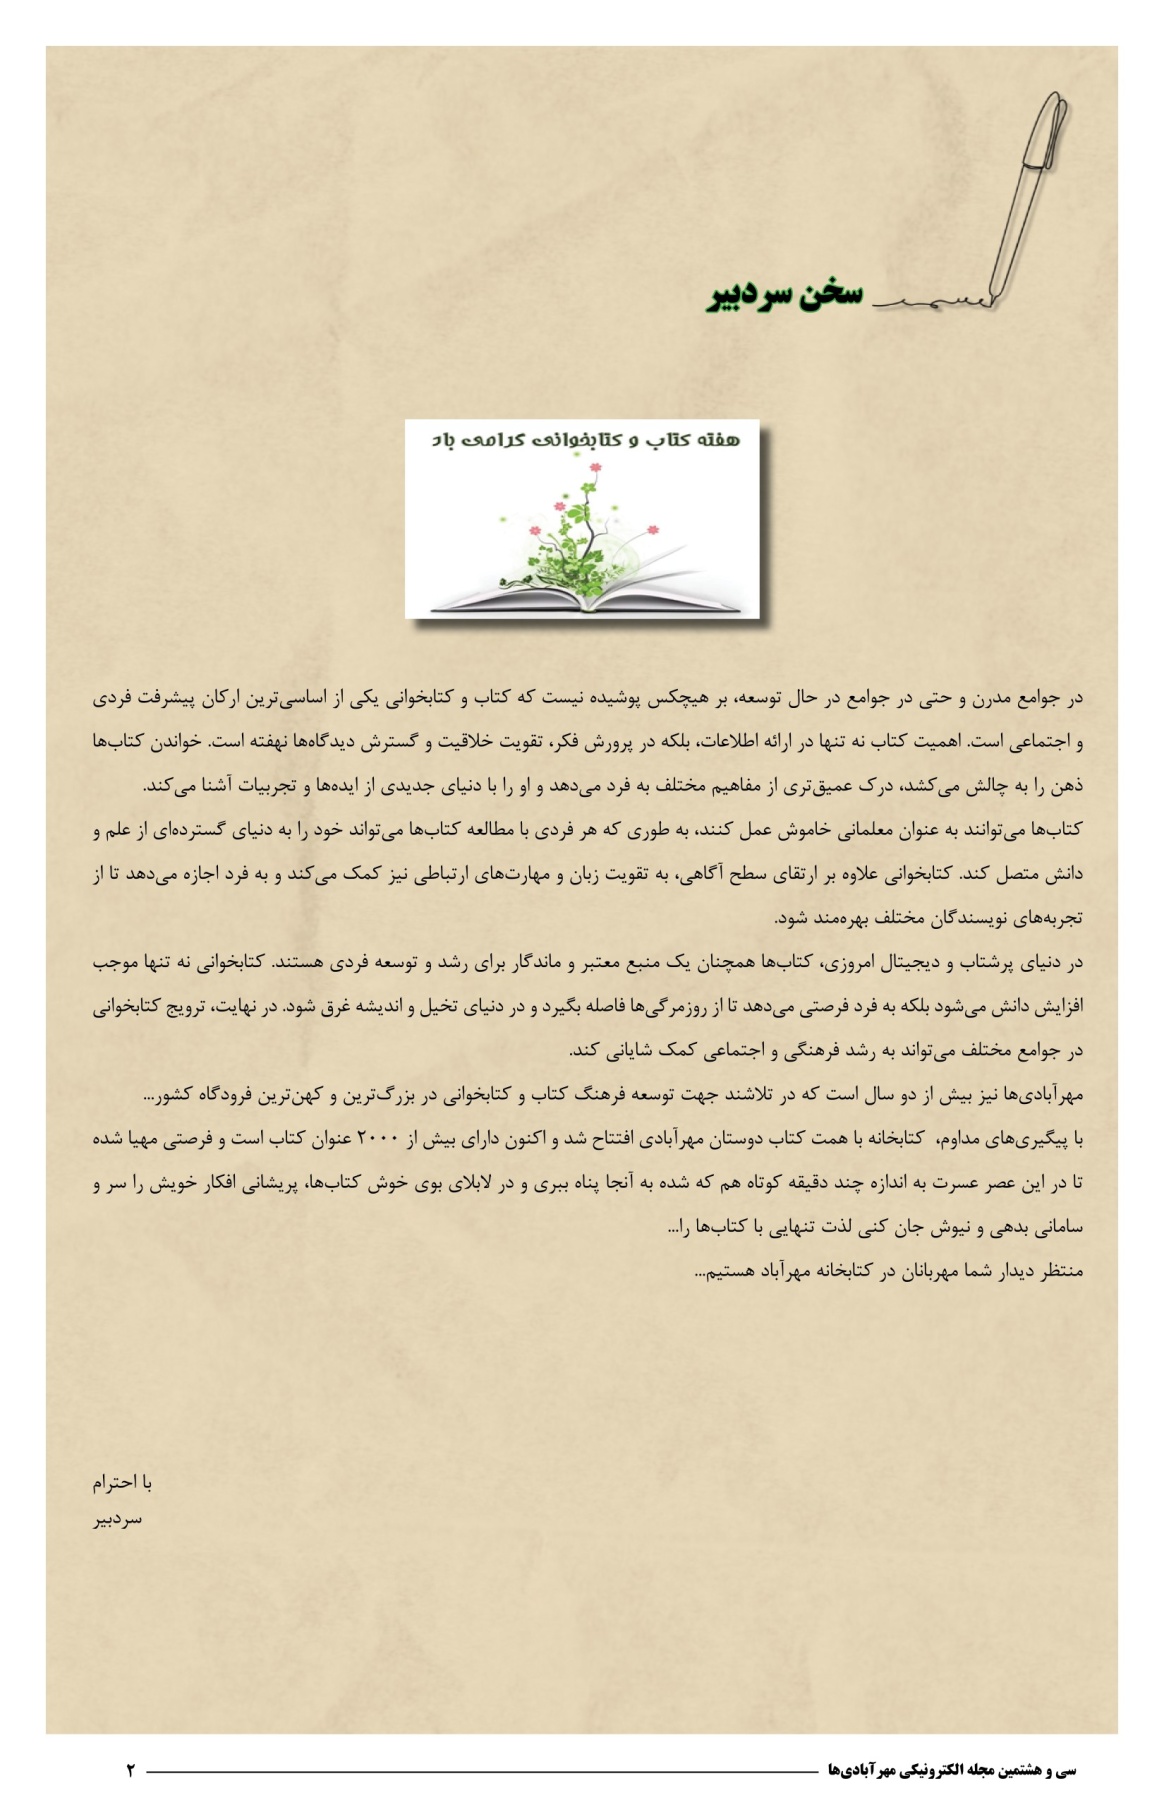 سخن سردبیر
هفته کتاب و کتابخوانی گرامی باد
در جوامع مدرن و حتی در جوامع در حال توسعه، بر هیچکس پوشیده نیست که کتاب و کتابخوانی یکی از اساسی‌ترین ارکان پیشرفت فردی
و اجتماعی است. اهمیت کتاب نه تنها در ارائه اطلاعات، بلکه در پرورش فکر، تقویت خلاقیت و گسترش دیدگاه‌ها نهفته است. خواندن کتاب‌ها
ذهن را به چالش می‌کشد، درک عمیق‌تری از مفاهیم مختلف به فرد می‌دهد و او را با دنیای جدیدی از ایده‌ها و تجربیات آشنا می‌کند.
کتاب‌ها می‌توانند به عنوان معلمانی خاموش عمل کنند، به طوری که هر فردی با مطالعه کتاب‌ها می‌تواند خود را به دنیای گسترده‌ای از علم و
دانش متصل کند. کتابخوانی علاوه بر ارتقای سطح آگاهی، به تقویت زبان و مهارت‌های ارتباطی نیز کمک می‌کند و به فرد اجازه می‌دهد تا از
تجربه‌های نویسندگان مختلف بهره‌مند شود.
در دنیای پرشتاب و دیجیتال امروزی، کتاب‌ها همچنان یک منبع معتبر و ماندگار برای رشد و توسعه فردی هستند. کتابخوانی نه تنها موجب
افزایش دانش می‌شود بلکه به فرد فرصتی می‌دهد تا از روزمرگی‌ها فاصله بگیرد و در دنیای تخیل و اندیشه غرق شود. در نهایت، ترویج کتابخوانی
در جوامع مختلف می‌تواند به رشد فرهنگی و اجتماعی کمک شایانی کند.
مهرآبادی‌ها نیز بیش از دو سال است که در تلاشند جهت توسعه فرهنگ کتاب و کتابخوانی در بزرگ‌ترین و کهن‌ترین فرودگاه کشور...
با پیگیری‌های مداوم، کتابخانه با همت کتاب دوستان مهرآبادی افتتاح شد و اکنون دارای بیش از ۲۰۰۰ عنوان کتاب است و فرصتی مهیا شده
تا در این عصر عسرت به اندازه چند دقیقه کوتاه هم که شده به آنجا پناه ببری و در لابلای بوی خوش کتاب‌ها، پریشانی افکار خویش را سر و
سامانی بدهی و نیوش جان کنی لذت تنهایی با کتاب‌ها را...
منتظر دیدار شما مهربانان در کتابخانه مهرآباد هستیم...
با احترام
سردبیر
سی و هشتمین مجله الکترونیکی مهرآبادی‌ها ۲